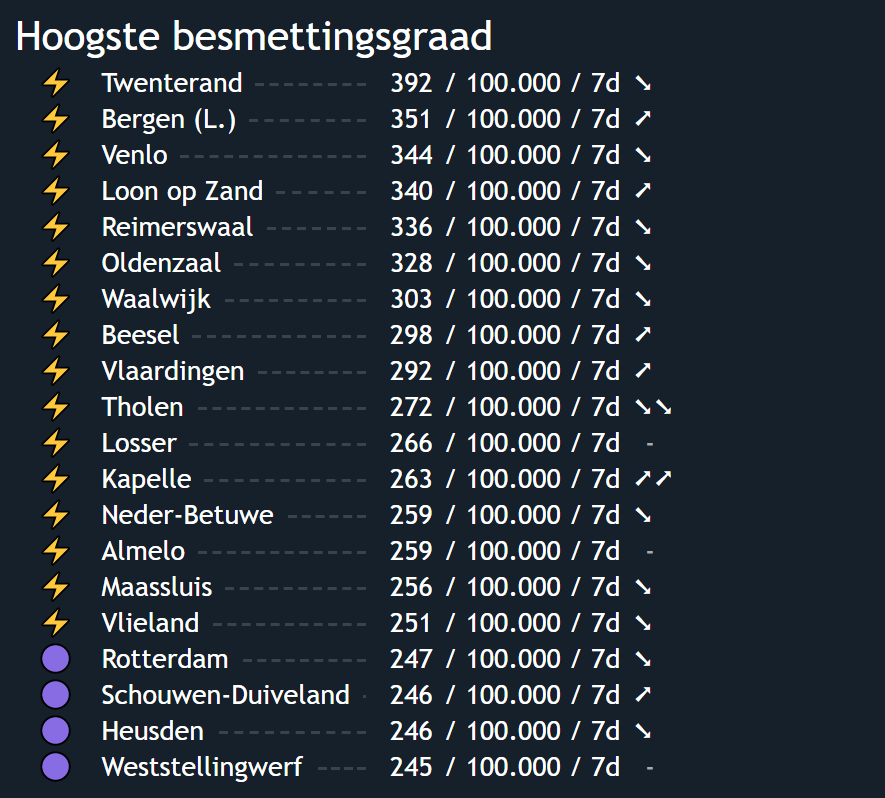 Hoogste besmettingsgraad
⚡ Twenterand ------------ 392 / 100.000 / 7d ➘
⚡ Bergen (L.) ------------ 351 / 100.000 / 7d ➚
⚡ Venlo ------------------- 344 / 100.000 / 7d ➘
⚡ Loon op Zand --------- 340 / 100.000 / 7d ➚
⚡ Reimerswaal ---------- 336 / 100.000 / 7d ➘
⚡ Oldenzaal -------------- 328 / 100.000 / 7d ➘
⚡ Waalwijk --------------- 303 / 100.000 / 7d ➘
⚡ Beesel ------------------ 298 / 100.000 / 7d ➚
⚡ Vlaardingen ----------- 292 / 100.000 / 7d ➚
⚡ Tholen ----------------- 272 / 100.000 / 7d ➘➘
⚡ Losser ------------------ 266 / 100.000 / 7d -
⚡ Kapelle ----------------- 263 / 100.000 / 7d ➚➚
⚡ Neder-Betuwe -------- 259 / 100.000 / 7d ➘
⚡ Almelo ----------------- 259 / 100.000 / 7d -
⚡ Maassluis -------------- 256 / 100.000 / 7d ➘
⚡ Vlieland ---------------- 251 / 100.000 / 7d ➘
🟣 Rotterdam ------------- 247 / 100.000 / 7d ➘
🟣 Schouwen-Duiveland - 246 / 100.000 / 7d ➚
🟣 Heusden --------------- 246 / 100.000 / 7d ➘
🟣 Weststellingwerf ---- 245 / 100.000 / 7d -